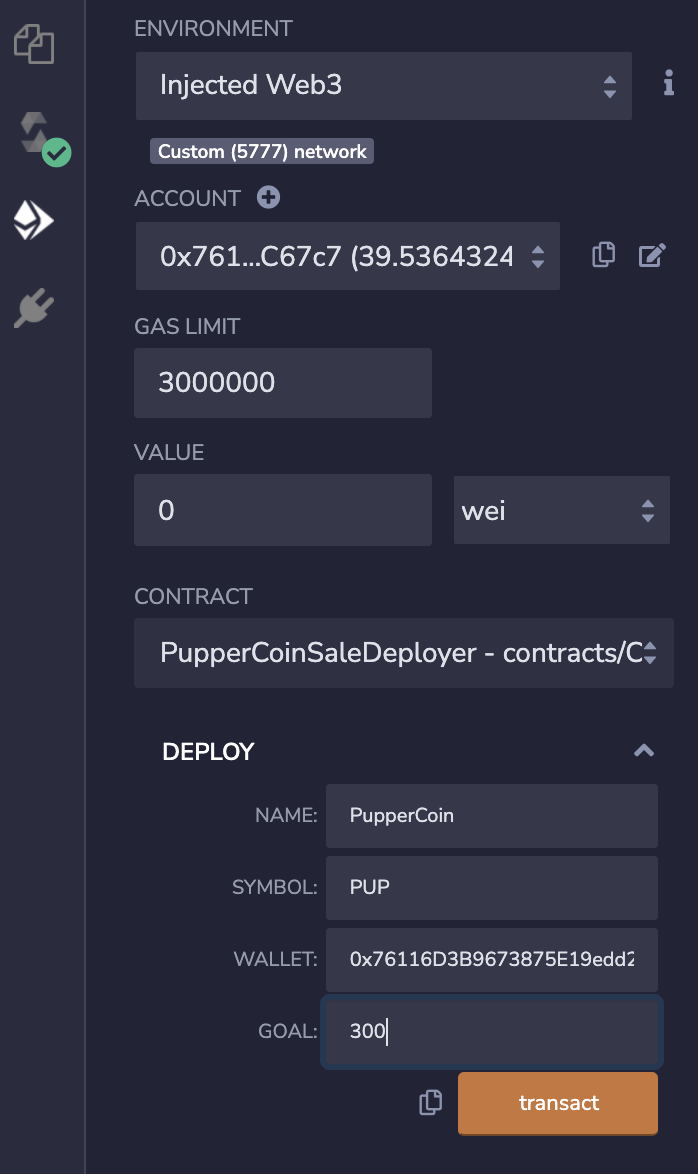 ENVIRONMENT
Injected Web3
Custom (5777) network
ACCOUNT
0x761...C67c7 (39.5364324
GAS LIMIT
3000000
VALUE
0 wei
CONTRACT
PupperCoinSaleDeployer - contracts/C
DEPLOY
NAME: PupperCoin
SYMBOL: PUP
WALLET: 0x76116D3B9673875E19edd2
GOAL: 300
transact